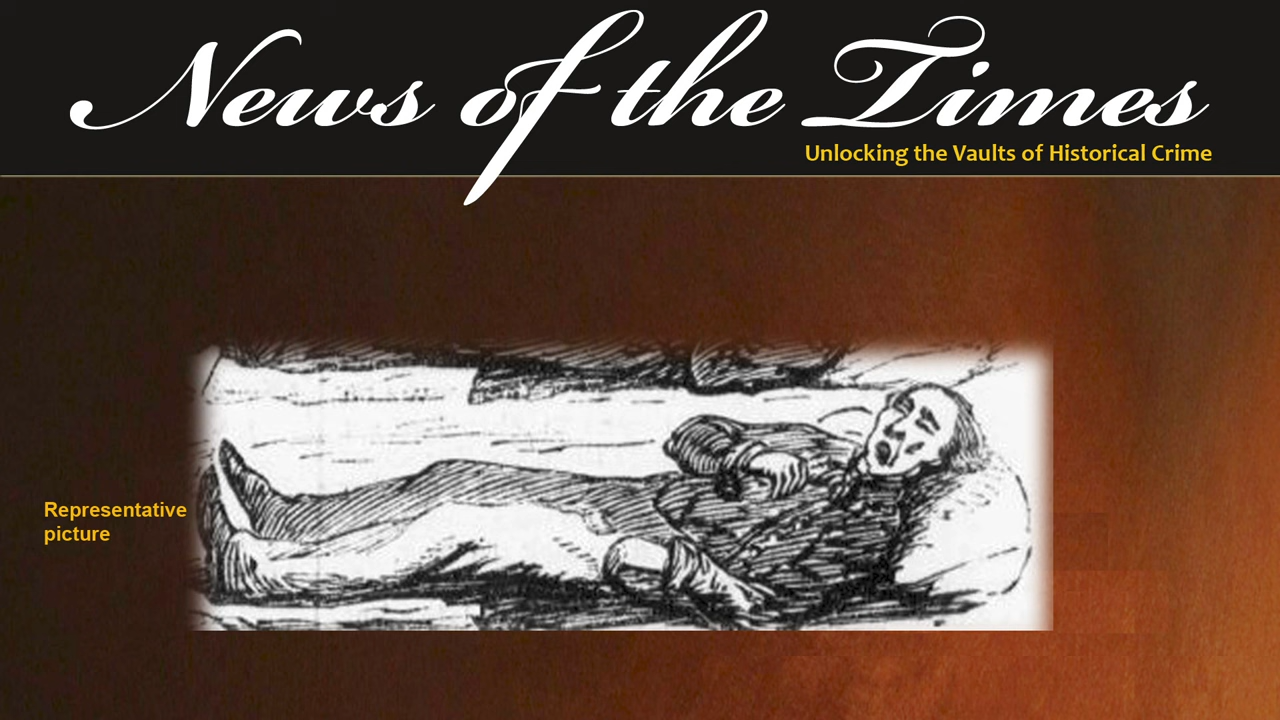 News of the Times
Unlocking the Vaults of Historical Crime
Representative
picture